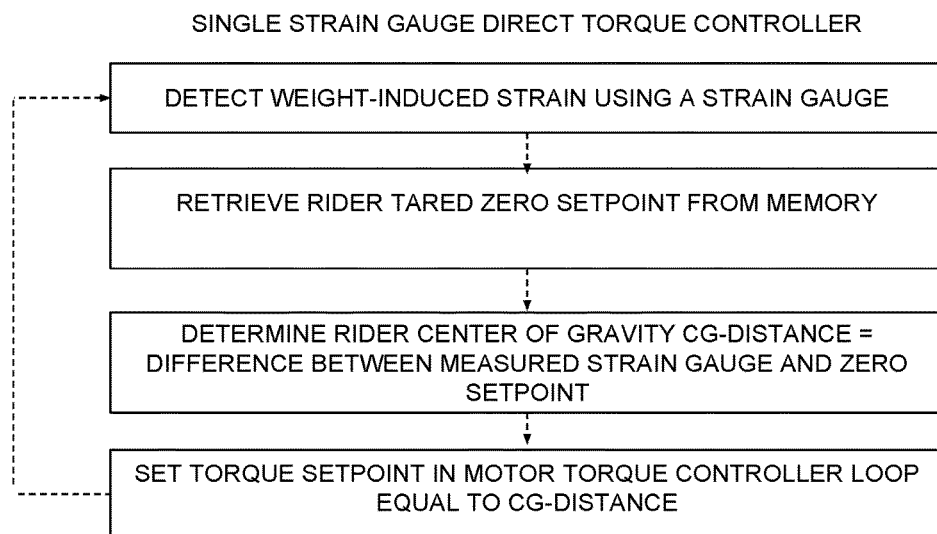 SINGLE STRAIN GAUGE DIRECT TORQUE CONTROLLER
DETECT WEIGHT-INDUCED STRAIN USING A STRAIN GAUGE
RETRIEVE RIDER TARED ZERO SETPOINT FROM MEMORY
DETERMINE RIDER CENTER OF GRAVITY CG-DISTANCE =
DIFFERENCE BETWEEN MEASURED STRAIN GAUGE AND ZERO
SETPOINT
SET TORQUE SETPOINT IN MOTOR TORQUE CONTROLLER LOOP
EQUAL TO CG-DISTANCE